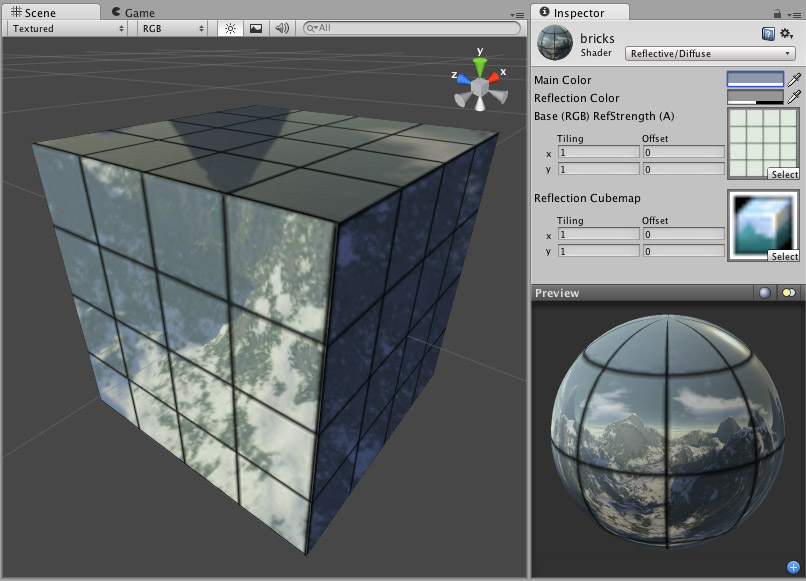 Scene Game
Textured RGB All
y
z x
Inspector
bricks
Shader Reflective/Diffuse
Main Color
Reflection Color
Base (RGB) RefStrength (A)
Tiling Offset
x 1 0
y 1 0
Select
Reflection Cubemap
Tiling Offset
x 1 0
y 1 0
Select
Preview